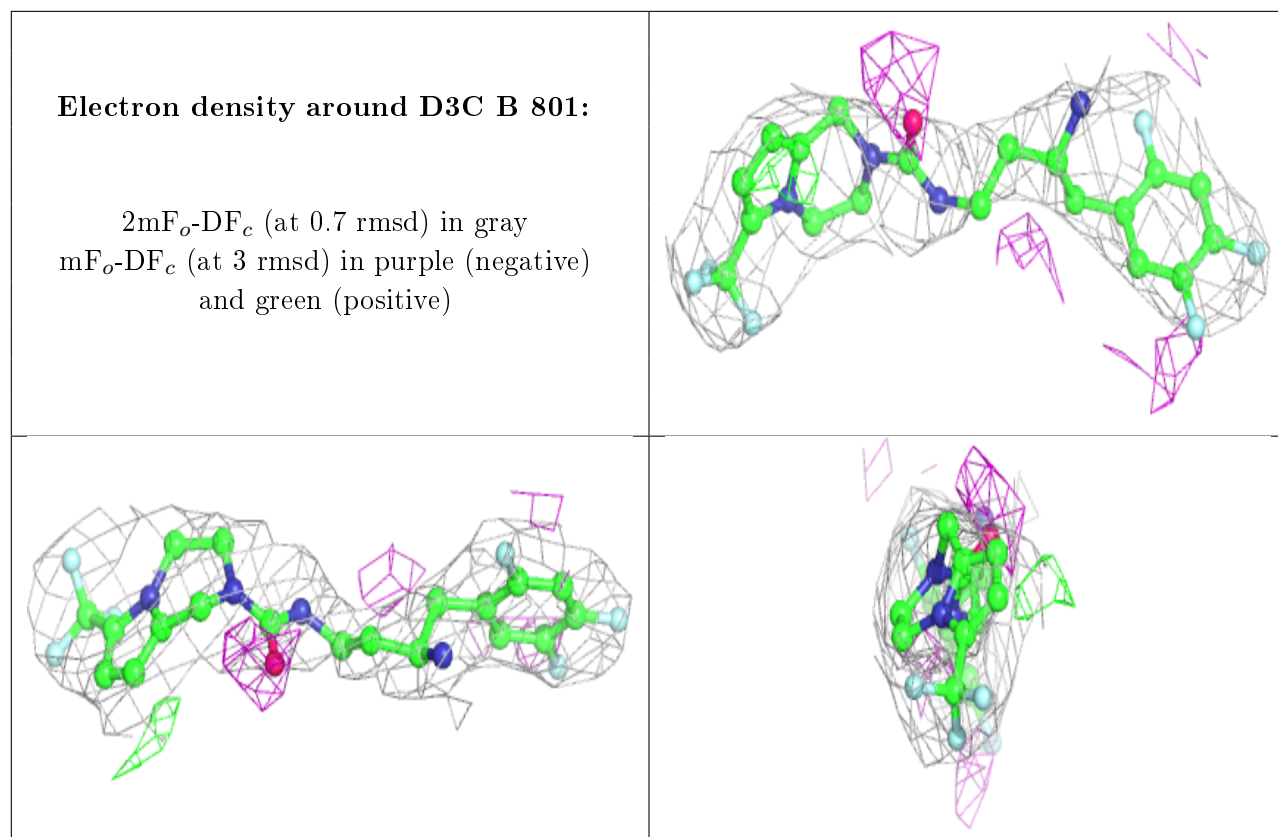 Electron density around D3C B 801:
2mFo-DFc (at 0.7 rmsd) in gray
mFo-DFc (at 3 rmsd) in purple (negative)
and green (positive)